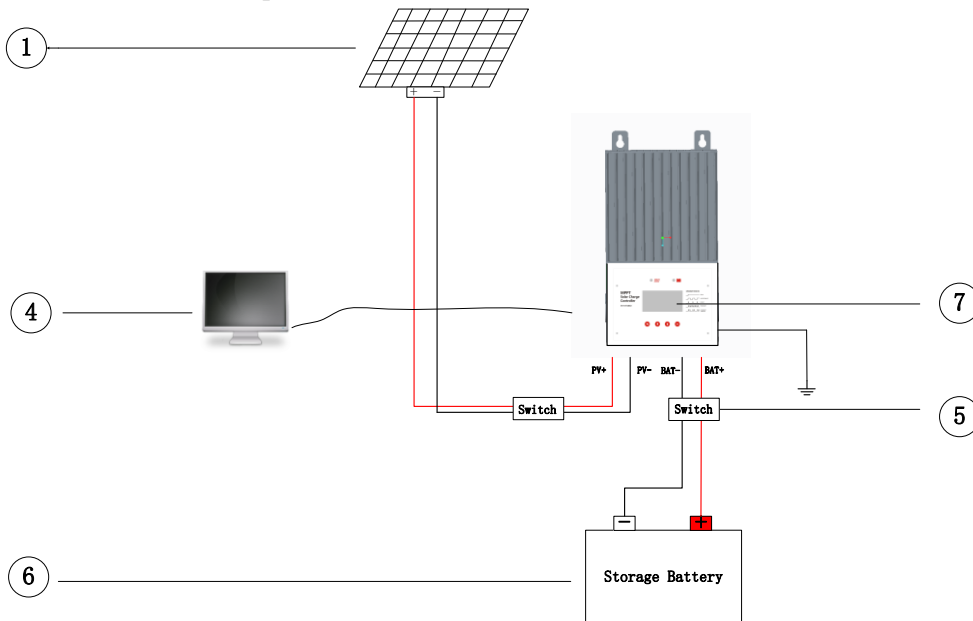 1
+ −
4
MPPT
Solar Charge
Controller
7
PV+ PV- BAT- BAT+
Switch
Switch
5
− +
6
Storage Battery